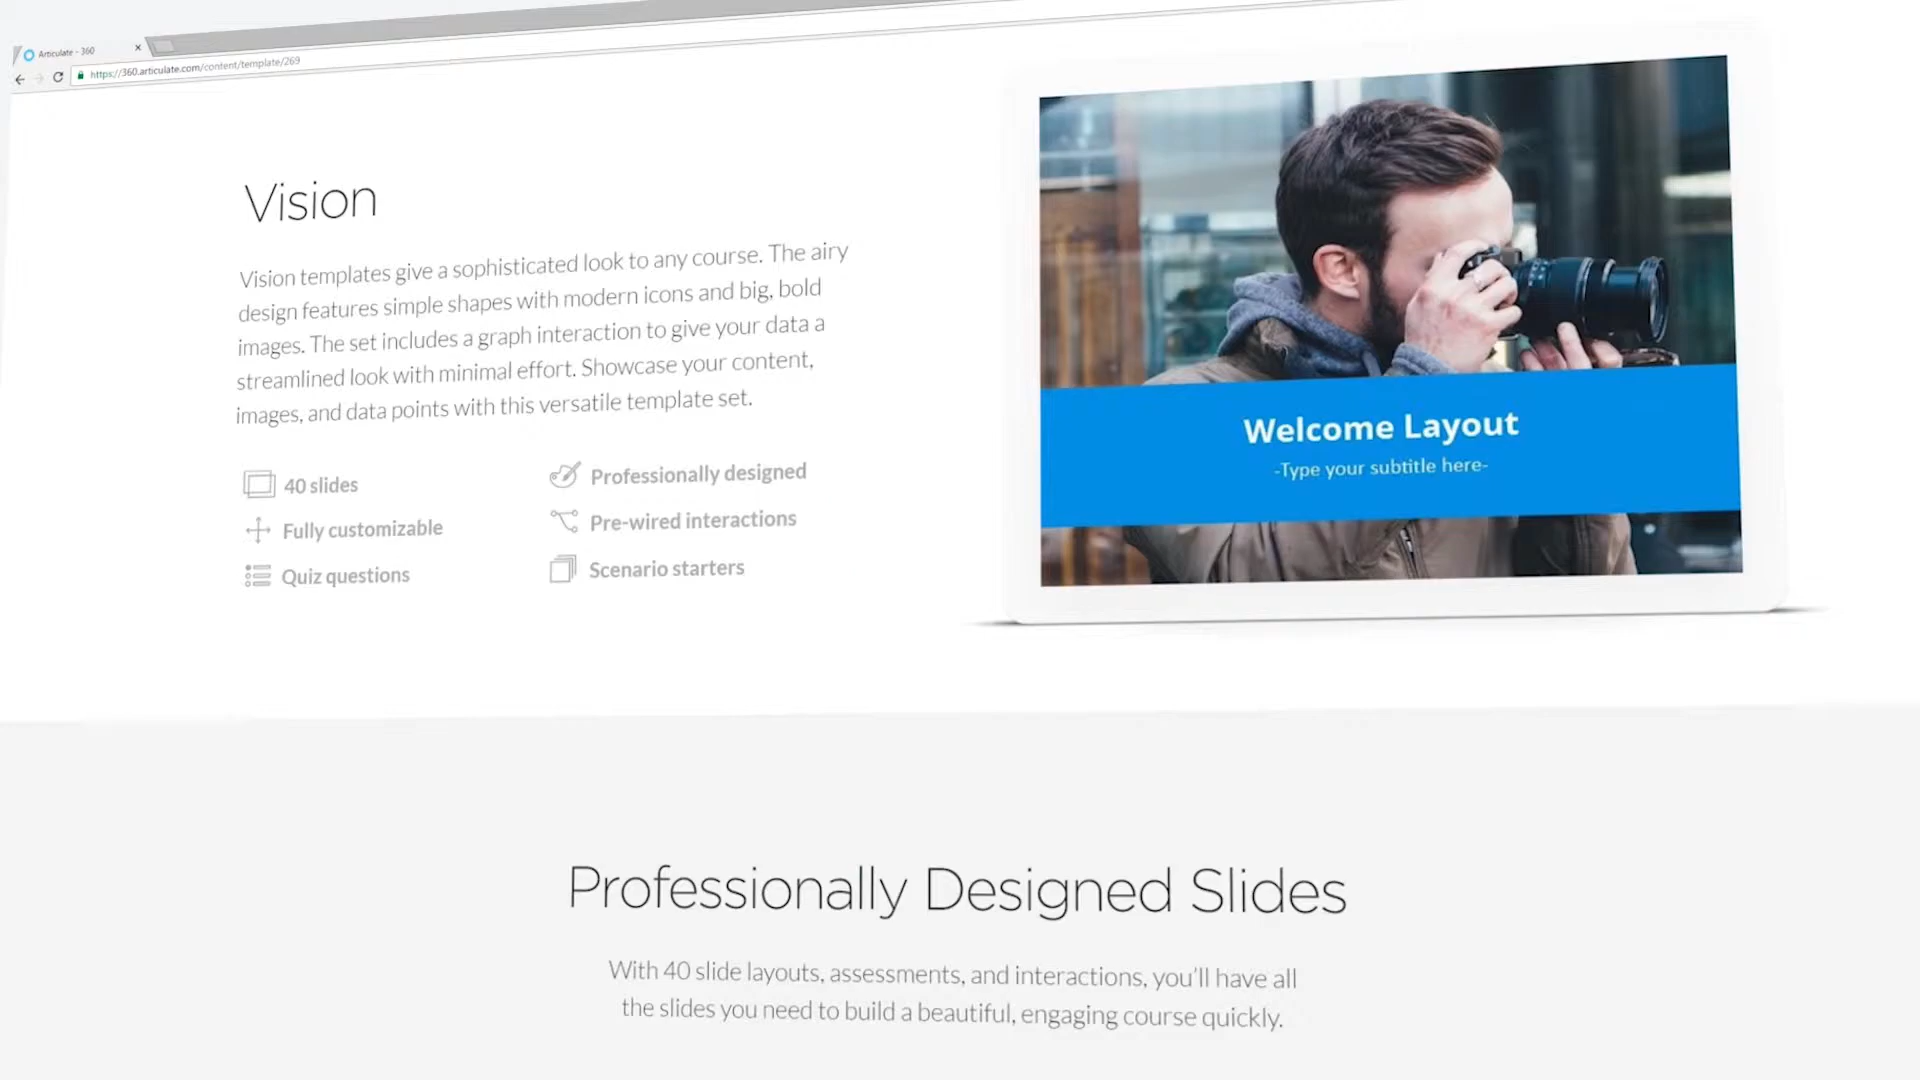 Articulate - 360
https://360.articulate.com/content/template/269
Vision
Vision templates give a sophisticated look to any course. The airy
design features simple shapes with modern icons and big, bold
images. The set includes a graph interaction to give your data a
streamlined look with minimal effort. Showcase your content,
images, and data points with this versatile template set.
40 slides
Professionally designed
Fully customizable
Pre-wired interactions
Quiz questions
Scenario starters
Welcome Layout
-Type your subtitle here-
Professionally Designed Slides
With 40 slide layouts, assessments, and interactions, you'll have all
the slides you need to build a beautiful, engaging course quickly.